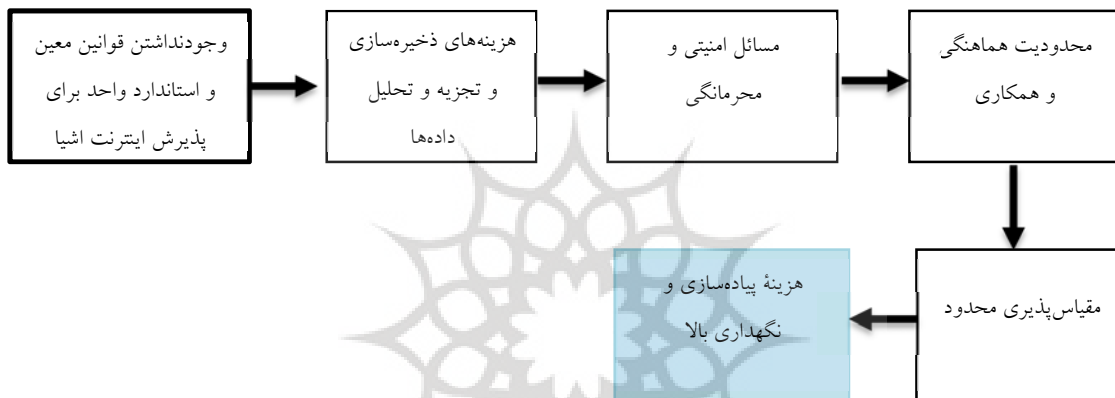 وجودنداشتن قوانین معین
و استاندارد واحد برای
پذیرش اینترنت اشیا
هزینه‌های ذخیره‌سازی
و تجزیه و تحلیل
داده‌ها
مسائل امنیتی و
محرمانگی
محدودیت هماهنگی
و همکاری
مقیاس‌پذیری محدود
هزینهٔ پیاده‌سازی و
نگهداری بالا